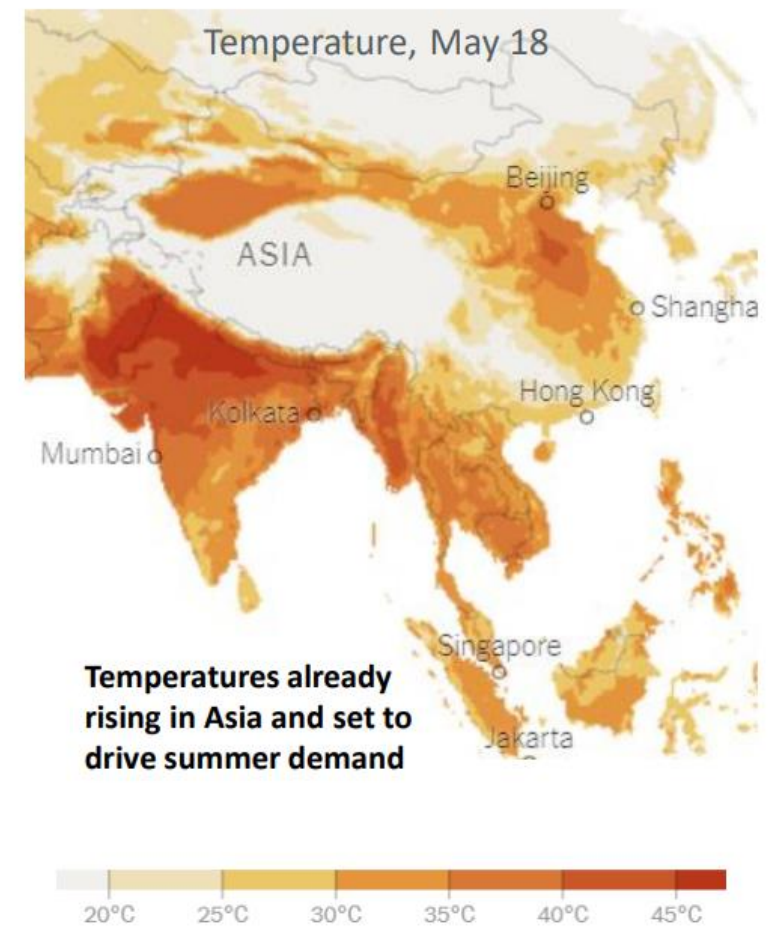 Temperature, May 18
Beijing
ASIA
Shangha
Hong Kong
Kolkata
Mumbai
Singapore
Temperatures already
rising in Asia and set to
drive summer demand
Jakarta
20°C 25°C 30°C 35°C 40°C 45°C